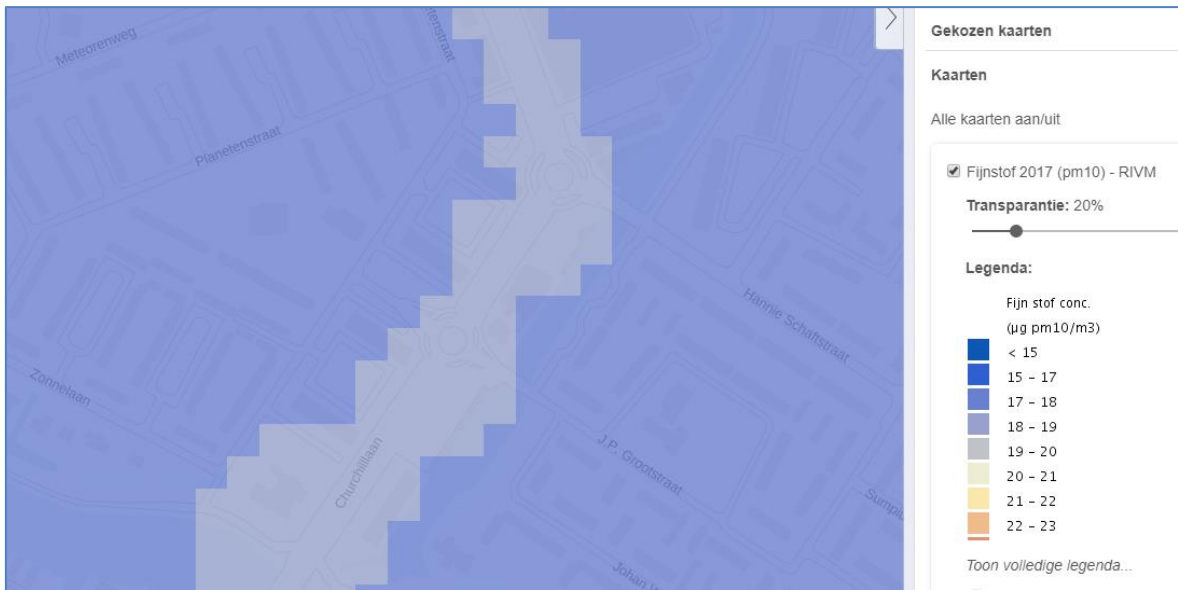 Meteorenweg
Planetenstraat
Zonnelaan
Churchilllaan
Hannie Schaftstraat
J.P. Grootstraat
Gekozen kaarten
Kaarten
Alle kaarten aan/uit
Fijnstof 2017 (pm10) - RIVM
Transparantie: 20%
Legenda:
Fijn stof conc.
(µg pm10/m3)
< 15
15 – 17
17 – 18
18 – 19
19 – 20
20 – 21
21 – 22
22 – 23
Toon volledige legenda...